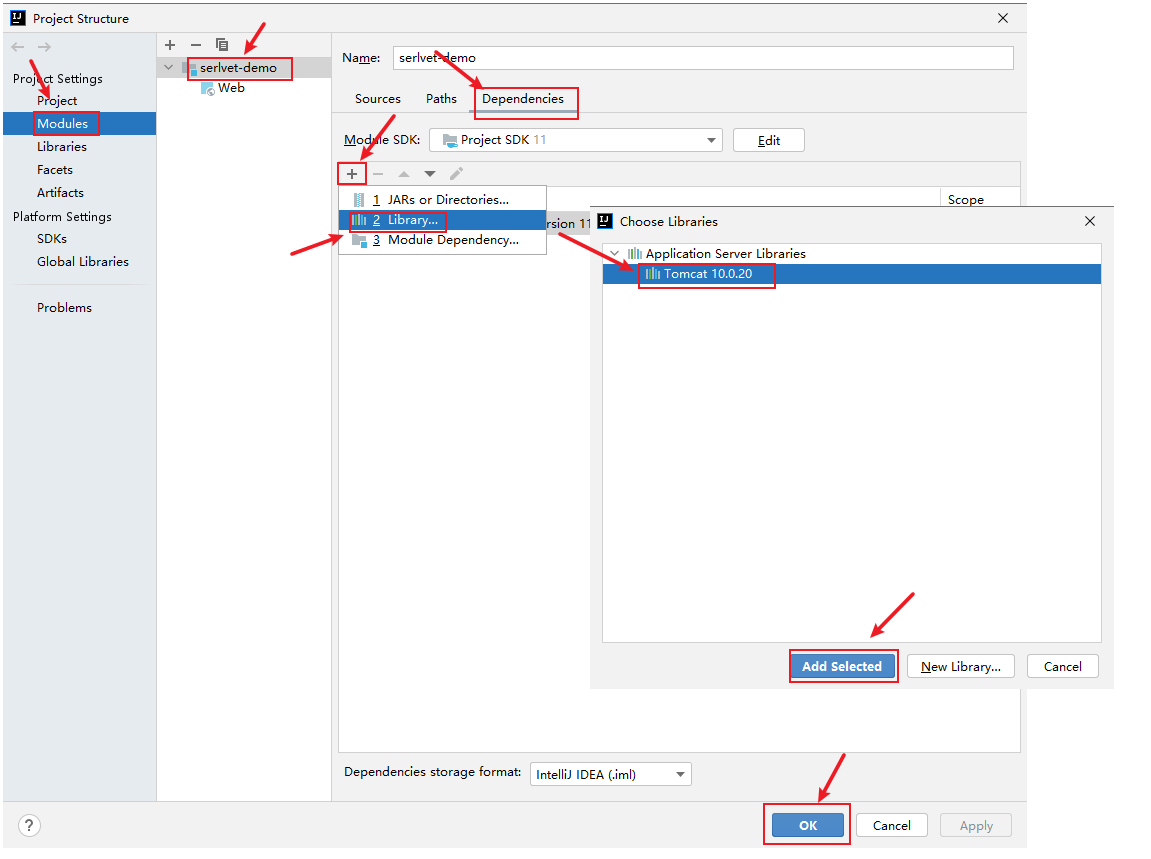 Project Structure
Project Settings
Project
Modules
Libraries
Facets
Artifacts
Platform Settings
SDKs
Global Libraries
Problems
serlvet-demo
Web
Name: serlvet-demo
Sources Paths Dependencies
Module SDK: Project SDK 11 Edit
Scope
1 JARs or Directories...
2 Library...
3 Module Dependency...
rsion 11
Choose Libraries
Application Server Libraries
Tomcat 10.0.20
Add Selected New Library... Cancel
Dependencies storage format: IntelliJ IDEA (.iml)
? OK Cancel Apply